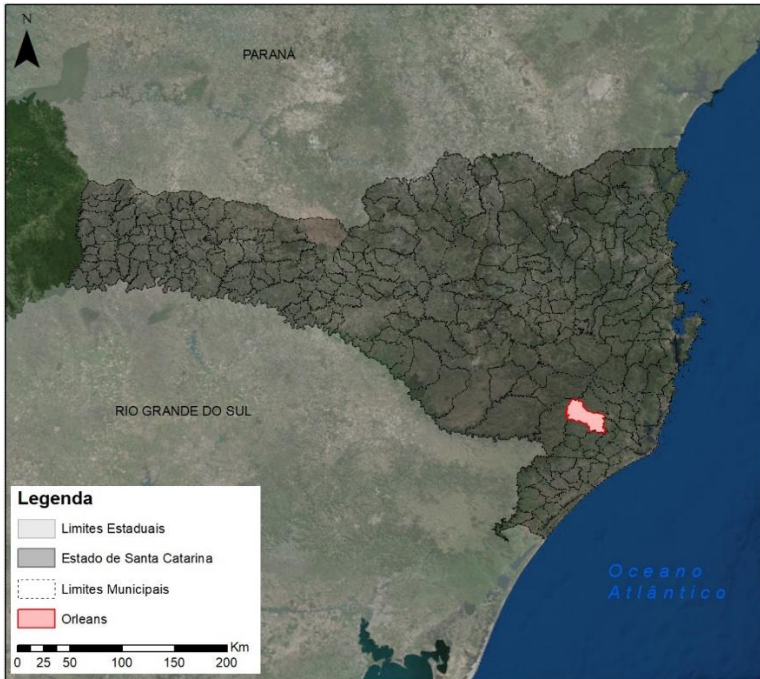 N
PARANÁ
RIO GRANDE DO SUL
Oceano
Atlântico
Legenda
Limites Estaduais
Estado de Santa Catarina
Limites Municipais
Orleans
Km
0 25 50 100 150 200